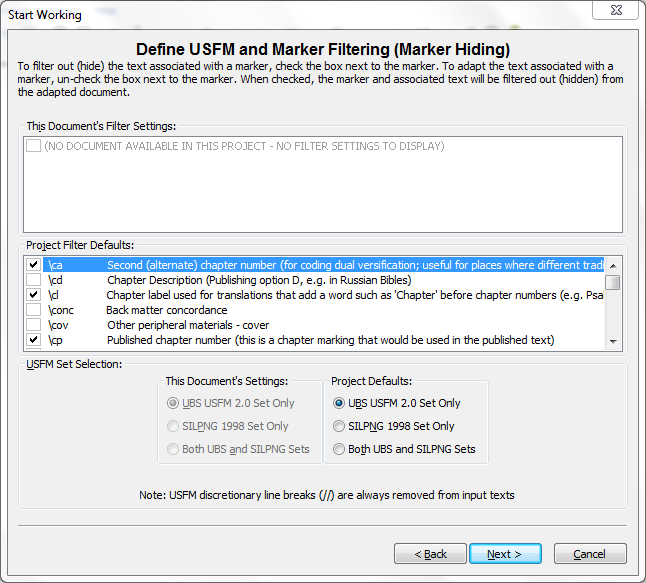 Start Working
Define USFM and Marker Filtering (Marker Hiding)
To filter out (hide) the text associated with a marker, check the box next to the marker. To adapt the text associated with a
marker, un-check the box next to the marker. When checked, the marker and associated text will be filtered out (hidden) from
the adapted document.
This Document's Filter Settings:
(NO DOCUMENT AVAILABLE IN THIS PROJECT - NO FILTER SETTINGS TO DISPLAY)
Project Filter Defaults:
\ca Second (alternate) chapter number (for coding dual versification; useful for places where different tradi
\cd Chapter Description (Publishing option D, e.g. in Russian Bibles)
\cl Chapter label used for translations that add a word such as 'Chapter' before chapter numbers (e.g. Psa
\conc Back matter concordance
\cov Other peripheral materials - cover
\cp Published chapter number (this is a chapter marking that would be used in the published text)
USFM Set Selection:
This Document's Settings: Project Defaults:
UBS USFM 2.0 Set Only UBS USFM 2.0 Set Only
SILPNG 1998 Set Only SILPNG 1998 Set Only
Both UBS and SILPNG Sets Both UBS and SILPNG Sets
Note: USFM discretionary line breaks (//) are always removed from input texts
< Back Next > Cancel